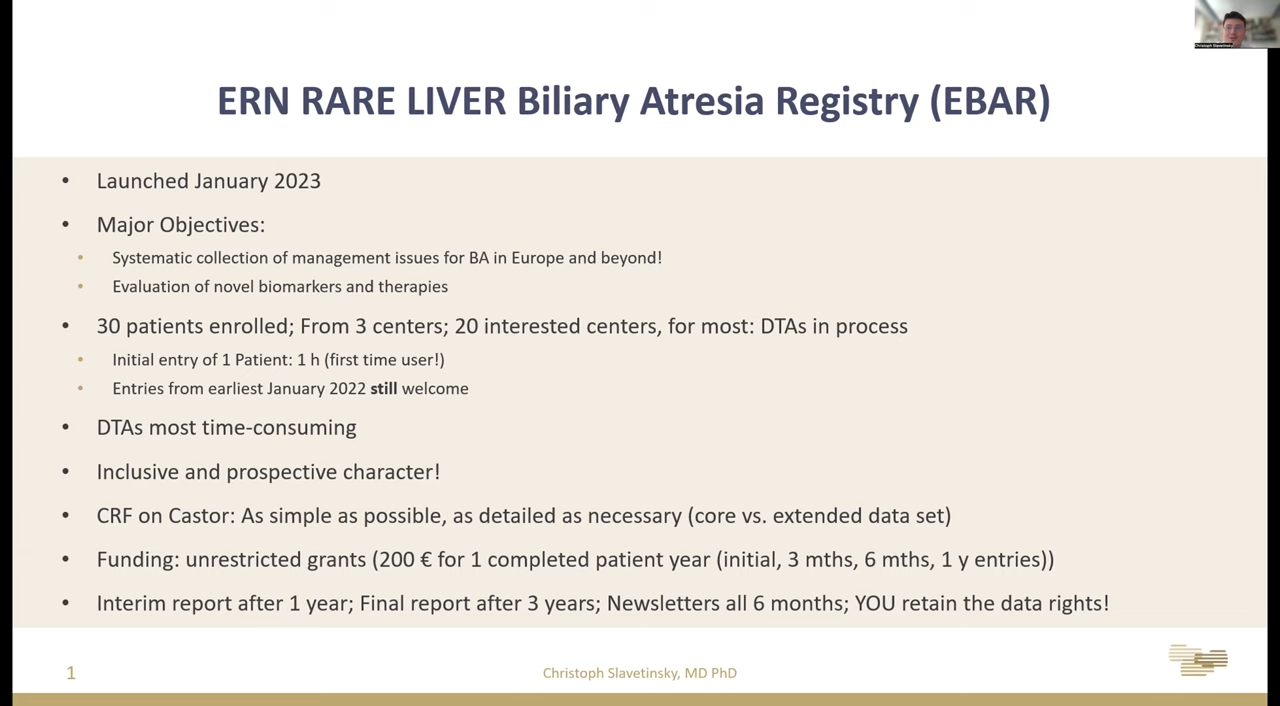 Christoph Slavetinsky
ERN RARE LIVER Biliary Atresia Registry (EBAR)
• Launched January 2023
• Major Objectives:
• Systematic collection of management issues for BA in Europe and beyond!
• Evaluation of novel biomarkers and therapies
• 30 patients enrolled; From 3 centers; 20 interested centers, for most: DTAs in process
• Initial entry of 1 Patient: 1 h (first time user!)
• Entries from earliest January 2022 still welcome
• DTAs most time-consuming
• Inclusive and prospective character!
• CRF on Castor: As simple as possible, as detailed as necessary (core vs. extended data set)
• Funding: unrestricted grants (200 € for 1 completed patient year (initial, 3 mths, 6 mths, 1 y entries))
• Interim report after 1 year; Final report after 3 years; Newsletters all 6 months; YOU retain the data rights!
1
Christoph Slavetinsky, MD PhD